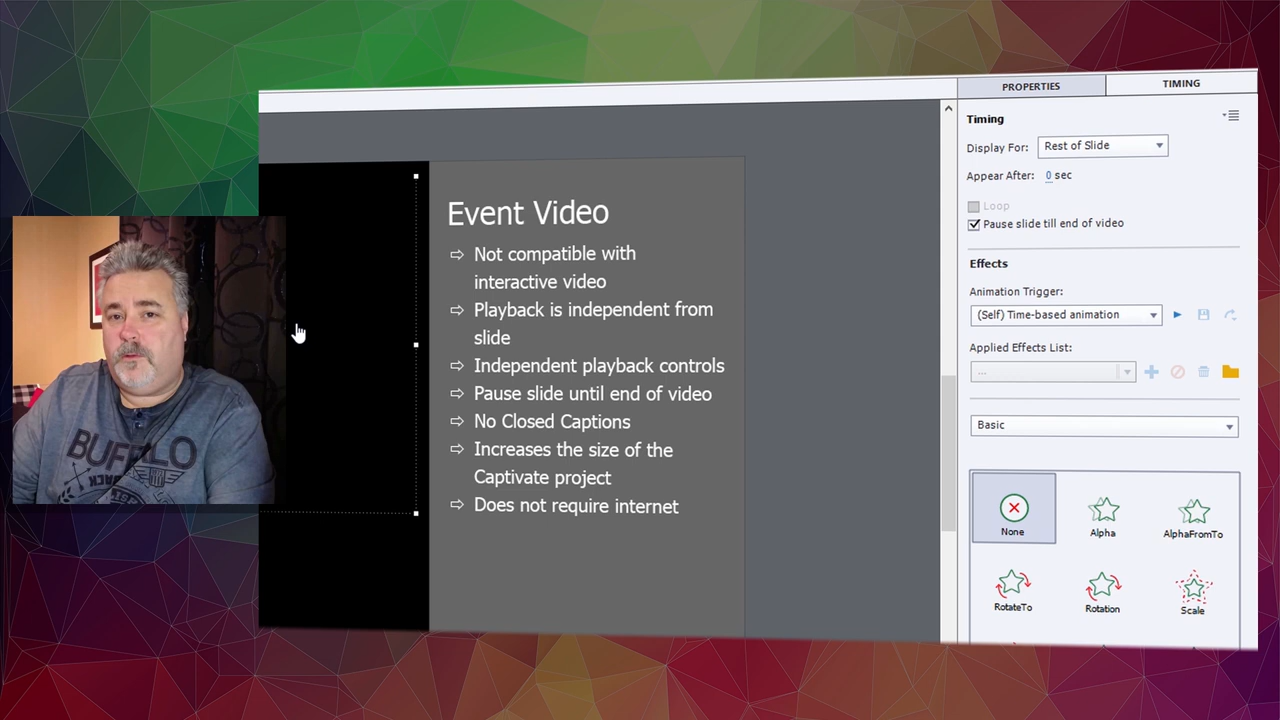 PROPERTIES
TIMING
Timing
Display For: Rest of Slide
Appear After: 0 sec
Loop
Pause slide till end of video
Effects
Animation Trigger:
(Self) Time-based animation
Applied Effects List:
...
Basic
None
Alpha
AlphaFromTo
RotateTo
Rotation
Scale
Event Video
⇨ Not compatible with
interactive video
⇨ Playback is independent from
slide
⇨ Independent playback controls
⇨ Pause slide until end of video
⇨ No Closed Captions
⇨ Increases the size of the
Captivate project
⇨ Does not require internet
BUFFALO